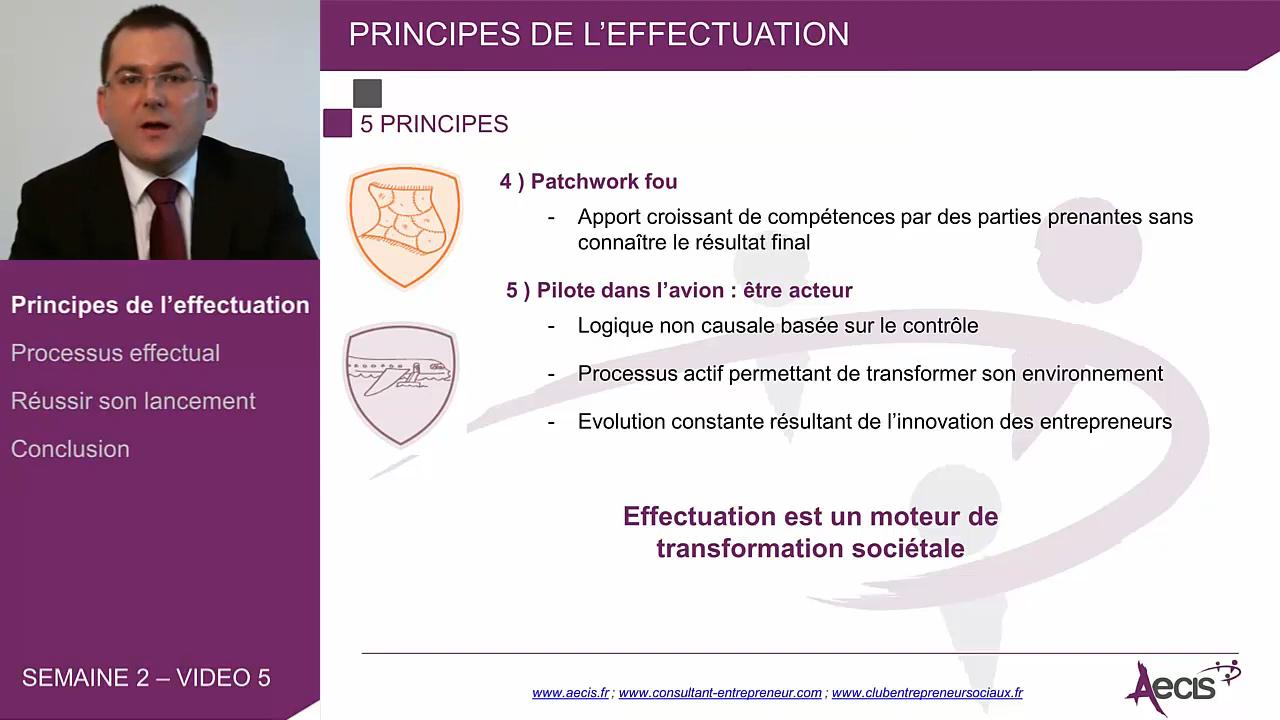 PRINCIPES DE L’EFFECTUATION
5 PRINCIPES
4 ) Patchwork fou
- Apport croissant de compétences par des parties prenantes sans
connaître le résultat final
5 ) Pilote dans l’avion : être acteur
- Logique non causale basée sur le contrôle
- Processus actif permettant de transformer son environnement
- Evolution constante résultant de l’innovation des entrepreneurs
Effectuation est un moteur de
transformation sociétale
Principes de l’effectuation
Processus effectual
Réussir son lancement
Conclusion
SEMAINE 2 – VIDEO 5
www.aecis.fr ; www.consultant-entrepreneur.com ; www.clubentrepreneursociaux.fr
Aecis